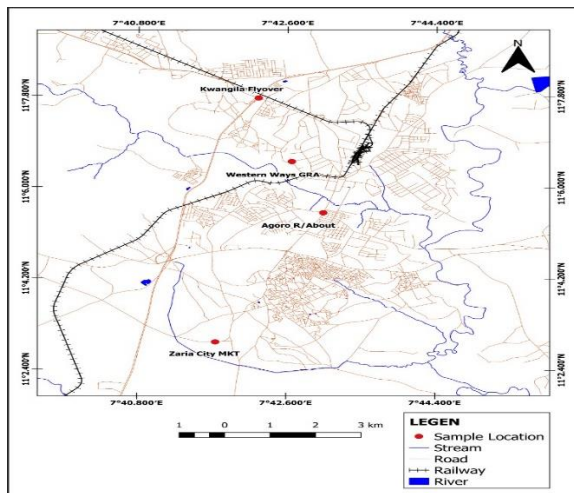 7°40.800' 7°42.600' 7°44.400'
N
Kwangila Flyover
11°7.800' 11°7.800'
Western Ways GRA
11°6.000' 11°6.000'
Agoro R/About
11°4.200' 11°4.200'
Zaria City MKT
11°2.400' 11°2.400'
7°40.800' 7°42.600' 7°44.400'
1 0 1 2 3 km
LEGEN
Sample Location
Stream
Road
Railway
River